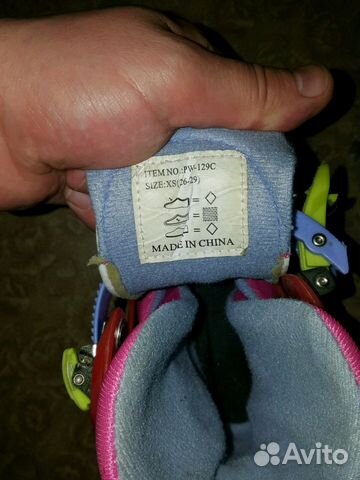 ITEM NO.:PW-129C
SIZE:XS(26-29)
=
=
=
MADE IN CHINA
Avito